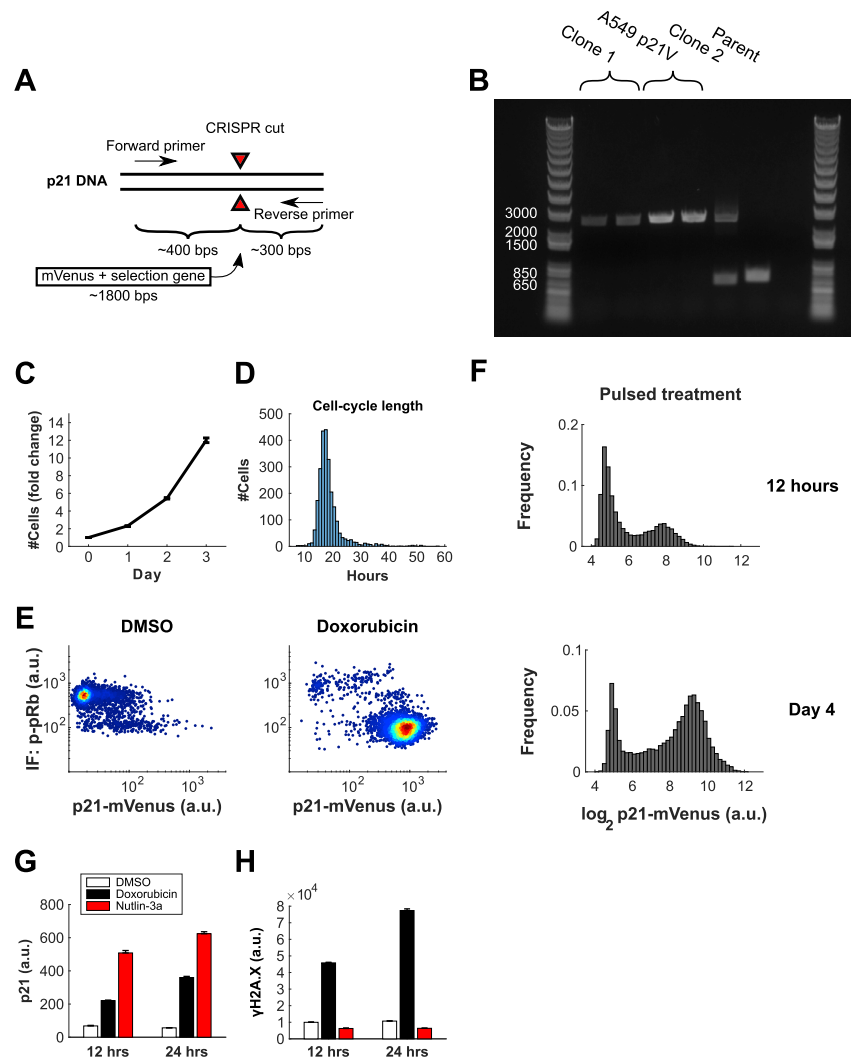 A
CRISPR cut
Forward primer
p21 DNA
Reverse primer
~400 bps
~300 bps
mVenus + selection gene
~1800 bps
B
A549 p21V
Clone 1
Clone 2
Parent
3000
2000
1500
850
650
C
#Cells (fold change)
14
12
10
8
6
4
2
0
0 1 2 3
Day
D
Cell-cycle length
#Cells
500
400
300
200
100
0
10 20 30 40 50 60
Hours
E
DMSO
IF: p-pRb (a.u.)
10^3
10^2
10^2 10^3
p21-mVenus (a.u.)
Doxorubicin
10^3
10^2
10^2 10^3
p21-mVenus (a.u.)
F
Pulsed treatment
Frequency
0.2
0.1
0
4 6 8 10 12
12 hours
Frequency
0.1
0.05
0
4 6 8 10 12
log2 p21-mVenus (a.u.)
Day 4
G
DMSO
Doxorubicin
Nutlin-3a
p21 (a.u.)
800
600
400
200
0
12 hrs 24 hrs
H
×10^4
γH2A.X (a.u.)
8
7
6
5
4
3
2
1
0
12 hrs 24 hrs